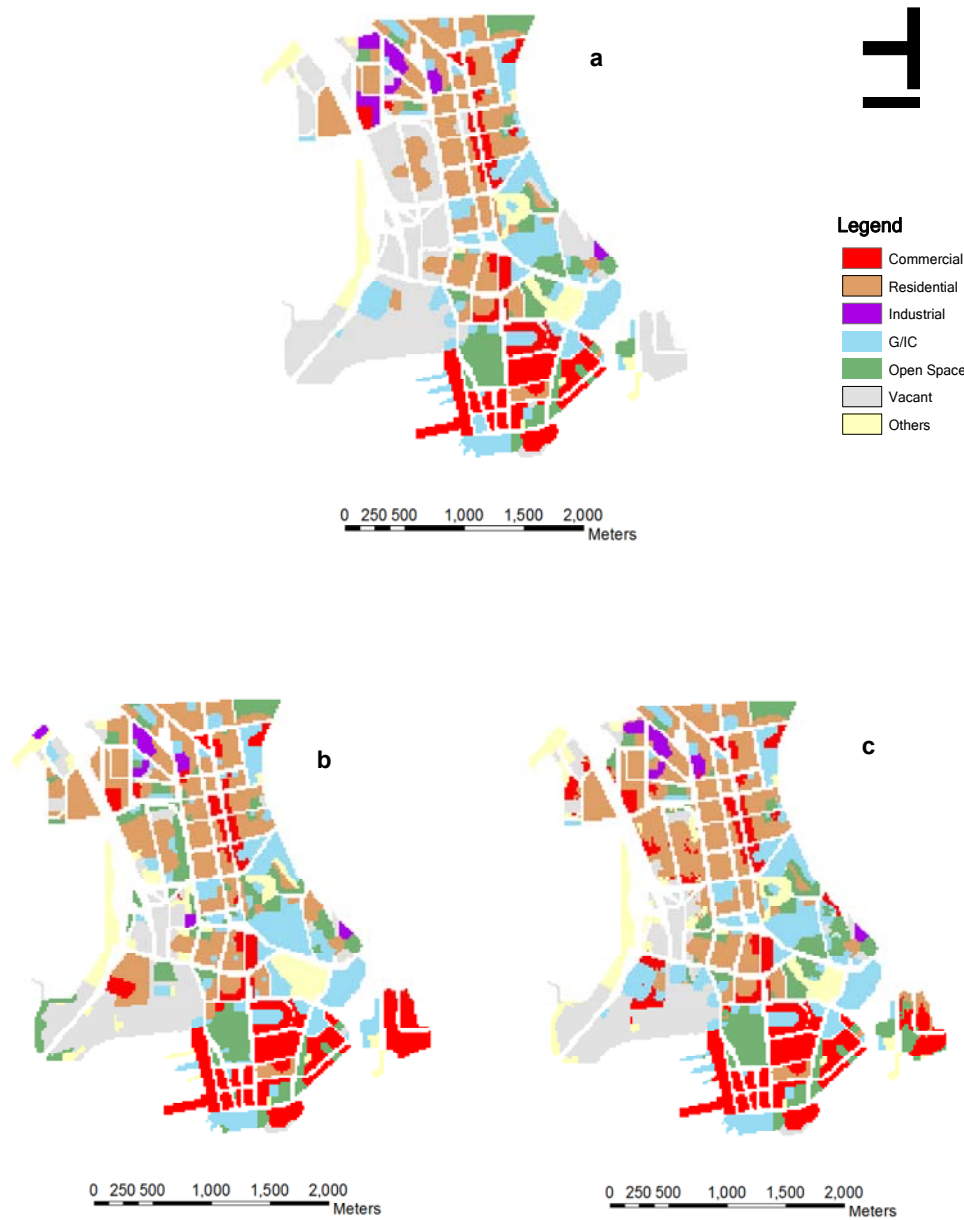 a
Legend
Commercial
Residential
Industrial
G/IC
Open Space
Vacant
Others
0 250 500 1,000 1,500 2,000
Meters
b
c
0 250 500 1,000 1,500 2,000
Meters
0 250 500 1,000 1,500 2,000
Meters